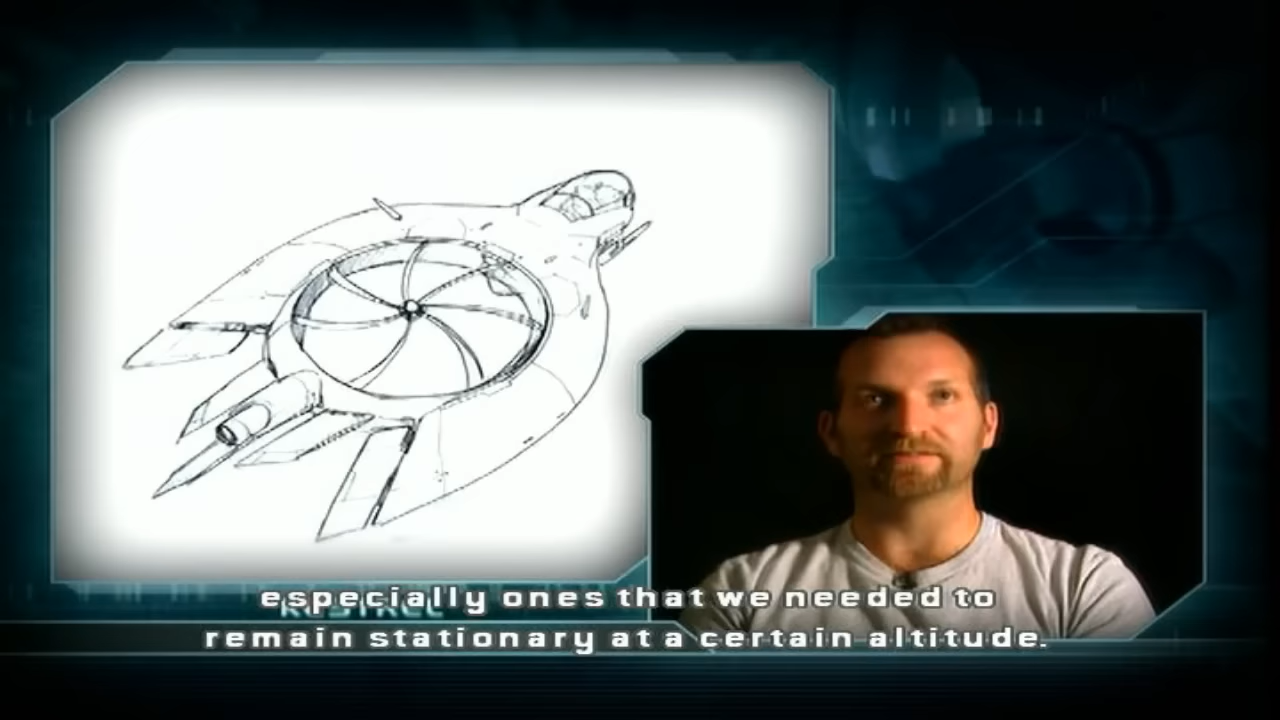 especially ones that we needed to
remain stationary at a certain altitude.